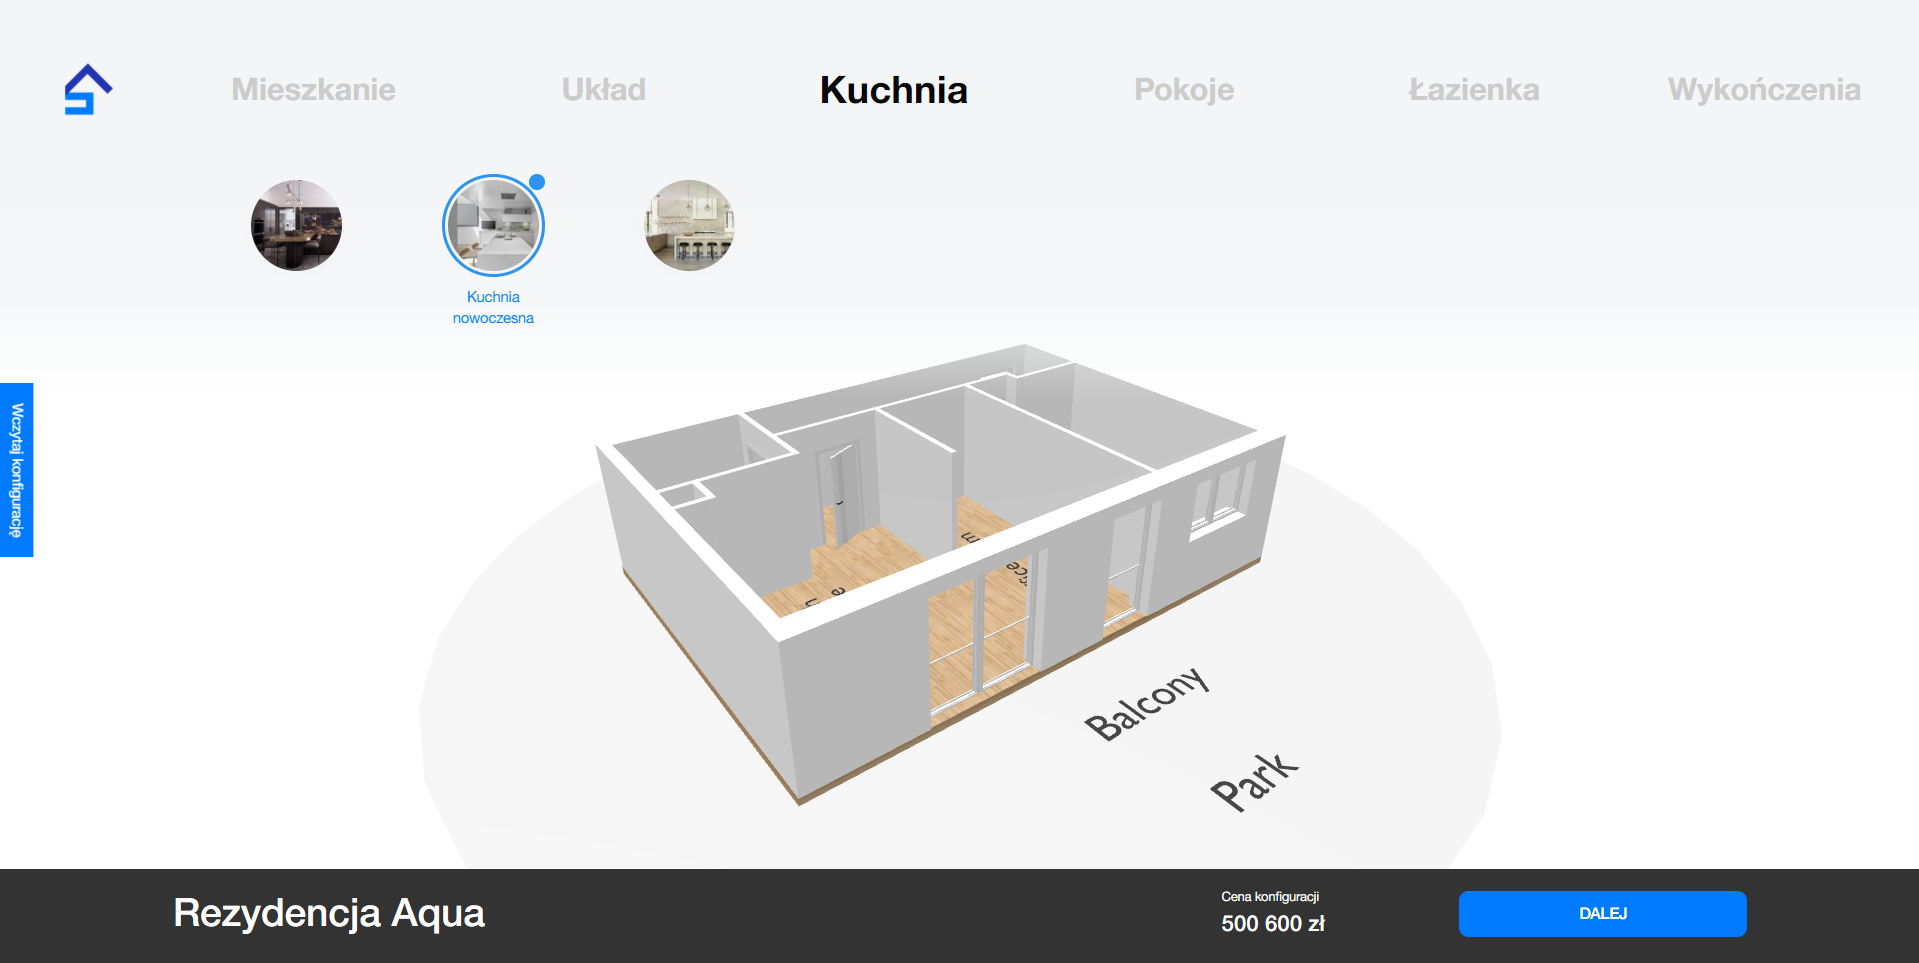 Mieszkanie
Układ
Kuchnia
Pokoje
Łazienka
Wykończenia
Kuchnia
nowoczesna
Wczytaj konfigurację
Balcony
Park
Rezydencja Aqua
Cena konfiguracji
500 600 zł
DALEJ